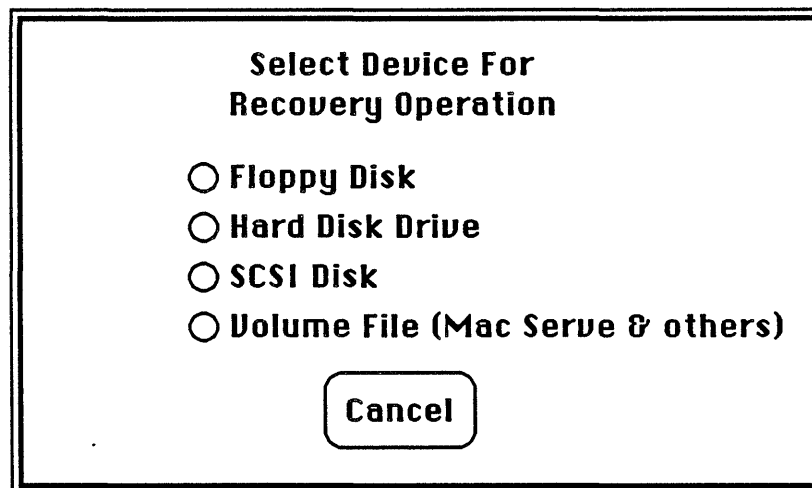 Select Device For
Recovery Operation
Floppy Disk
Hard Disk Drive
SCSI Disk
Volume File (Mac Serve & others)
Cancel